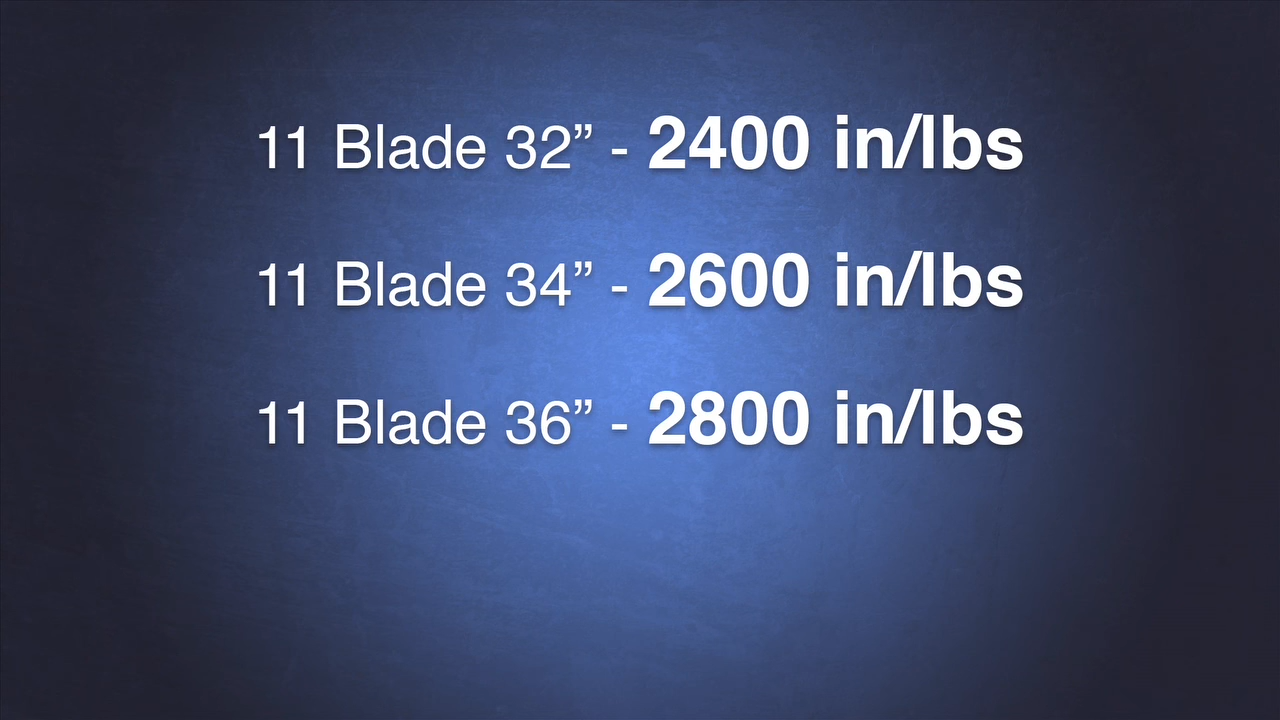 11 Blade 32” - 2400 in/lbs
11 Blade 34” - 2600 in/lbs
11 Blade 36” - 2800 in/lbs